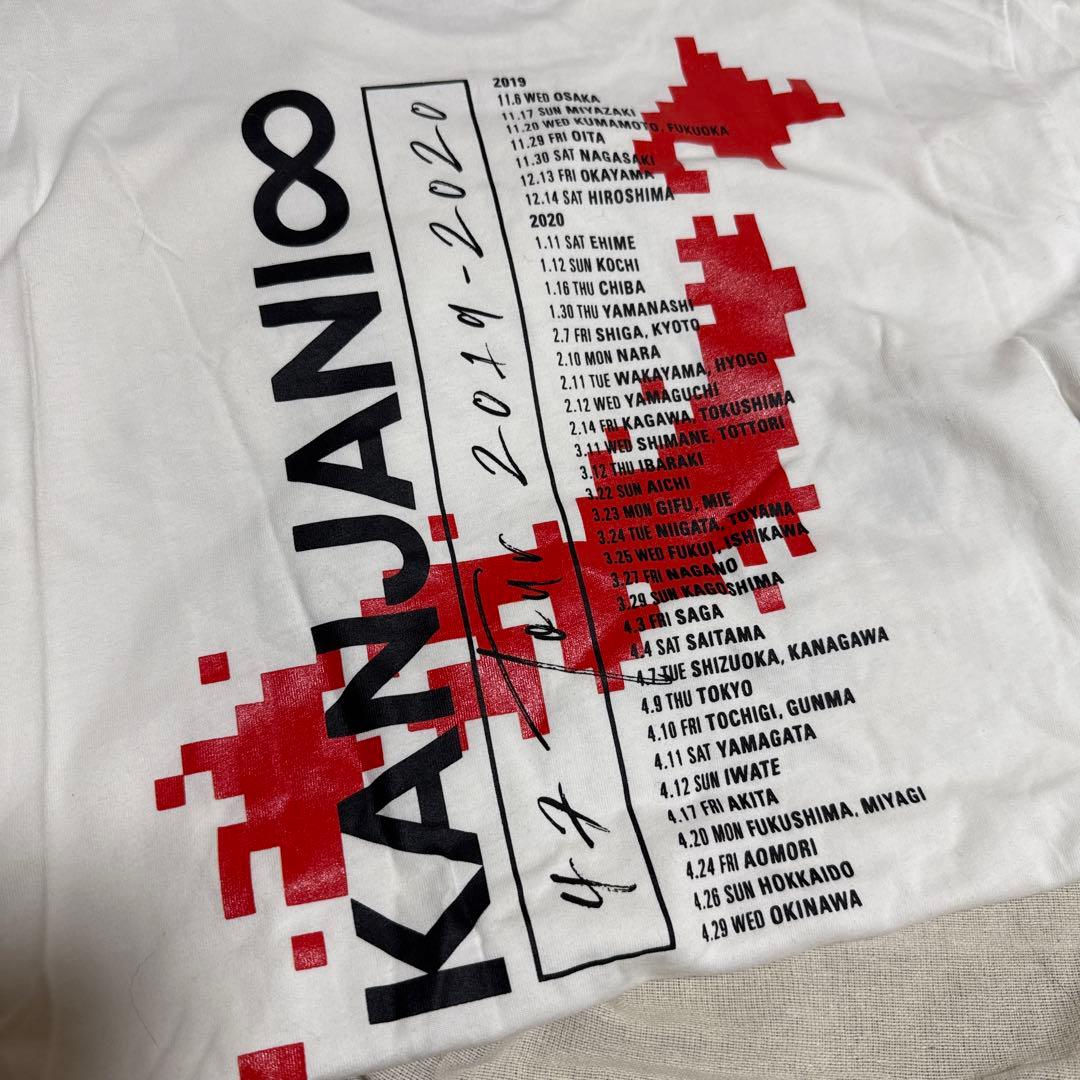 KANJANI∞
47 Tour 2019-2020
2019
11.6 WED OSAKA
11.17 SUN MIYAZAKI
11.20 WED KUMAMOTO, FUKUOKA
11.29 FRI OITA
11.30 SAT NAGASAKI
12.13 FRI OKAYAMA
12.14 SAT HIROSHIMA
2020
1.11 SAT EHIME
1.12 SUN KOCHI
1.16 THU CHIBA
1.30 THU YAMANASHI
2.7 FRI SHIGA, KYOTO
2.10 MON NARA
2.11 TUE WAKAYAMA, HYOGO
2.12 WED YAMAGUCHI
2.14 FRI KAGAWA, TOKUSHIMA
3.11 WED SHIMANE, TOTTORI
3.12 THU IBARAKI
3.22 SUN AICHI
3.23 MON GIFU, MIE
3.24 TUE NIIGATA, TOYAMA
3.25 WED FUKUI, ISHIKAWA
3.27 FRI NAGANO
3.29 SUN KAGOSHIMA
4.3 FRI SAGA
4.4 SAT SAITAMA
4.7 TUE SHIZUOKA, KANAGAWA
4.9 THU TOKYO
4.10 FRI TOCHIGI, GUNMA
4.11 SAT YAMAGATA
4.12 SUN IWATE
4.17 FRI AKITA
4.20 MON FUKUSHIMA, MIYAGI
4.24 FRI AOMORI
4.26 SUN HOKKAIDO
4.29 WED OKINAWA